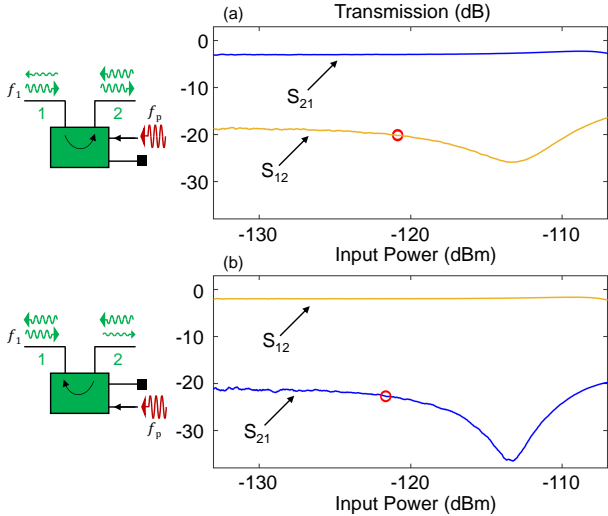 (a) Transmission (dB)
0
-10
-20
-30
S21
S12
f1
1 2
fp
-130 -120 -110
Input Power (dBm)
(b)
0
-10
-20
-30
S12
S21
f1
1 2
fp
-130 -120 -110
Input Power (dBm)